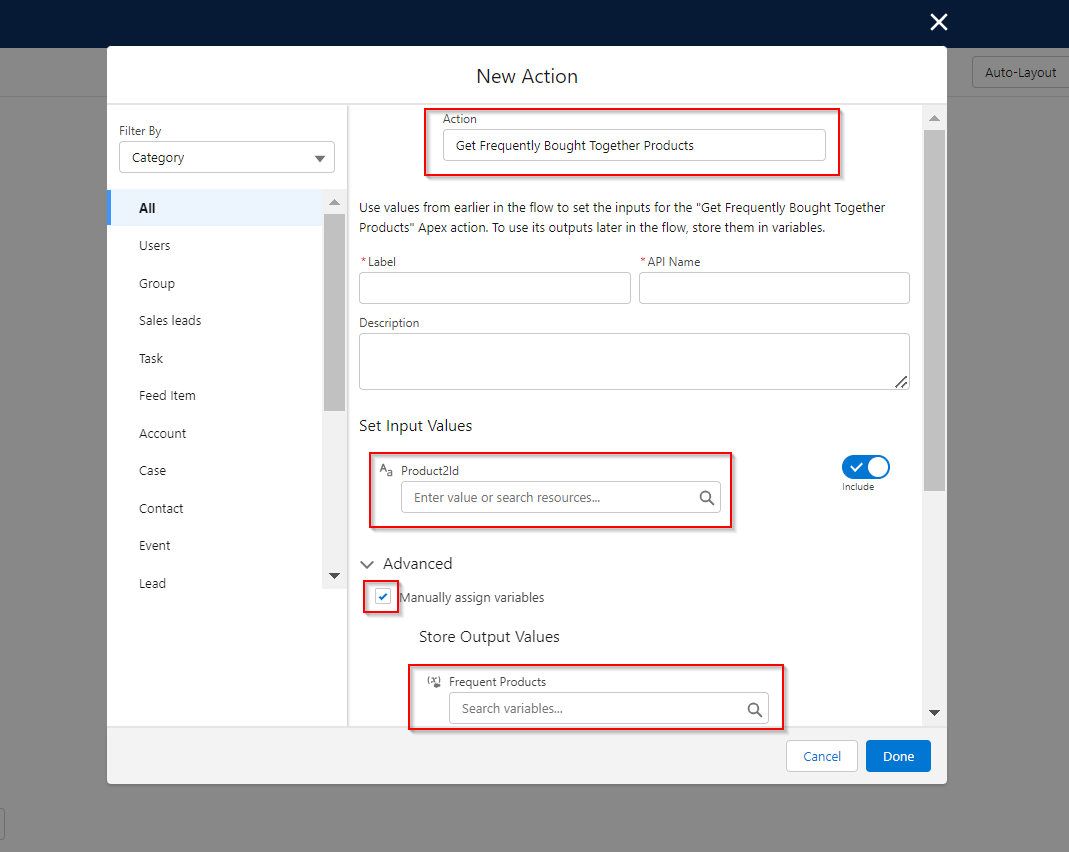 Auto-Layout
New Action
Filter By
Category
All
Users
Group
Sales leads
Task
Feed Item
Account
Case
Contact
Event
Lead
Action
Get Frequently Bought Together Products
Use values from earlier in the flow to set the inputs for the "Get Frequently Bought Together
Products" Apex action. To use its outputs later in the flow, store them in variables.
*Label
*API Name
Description
Set Input Values
Aa Product2Id
Enter value or search resources...
Include
Advanced
Manually assign variables
Store Output Values
Frequent Products
Search variables...
Cancel
Done